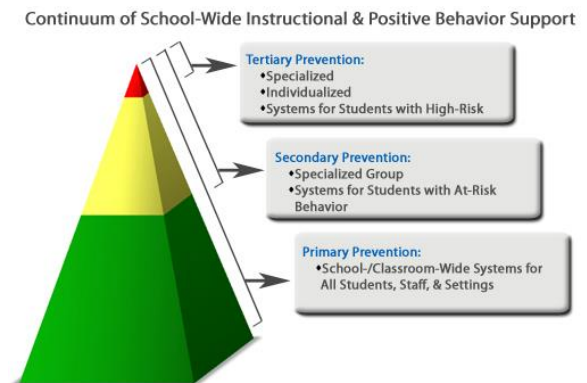 Continuum of School-Wide Instructional & Positive Behavior Support
Tertiary Prevention:
♦Specialized
♦Individualized
♦Systems for Students with High-Risk
Secondary Prevention:
♦Specialized Group
♦Systems for Students with At-Risk
Behavior
Primary Prevention:
♦School-/Classroom-Wide Systems for
All Students, Staff, & Settings